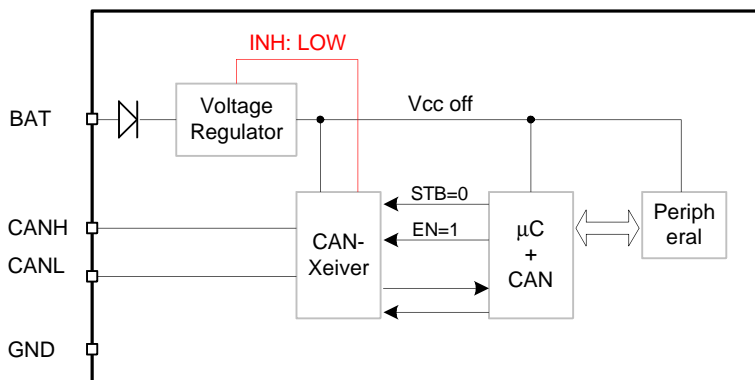 INH: LOW
BAT
Voltage
Regulator
Vcc off
STB=0
CANH
EN=1
CAN-
Xeiver
μC
+
CAN
Periph
eral
CANL
GND